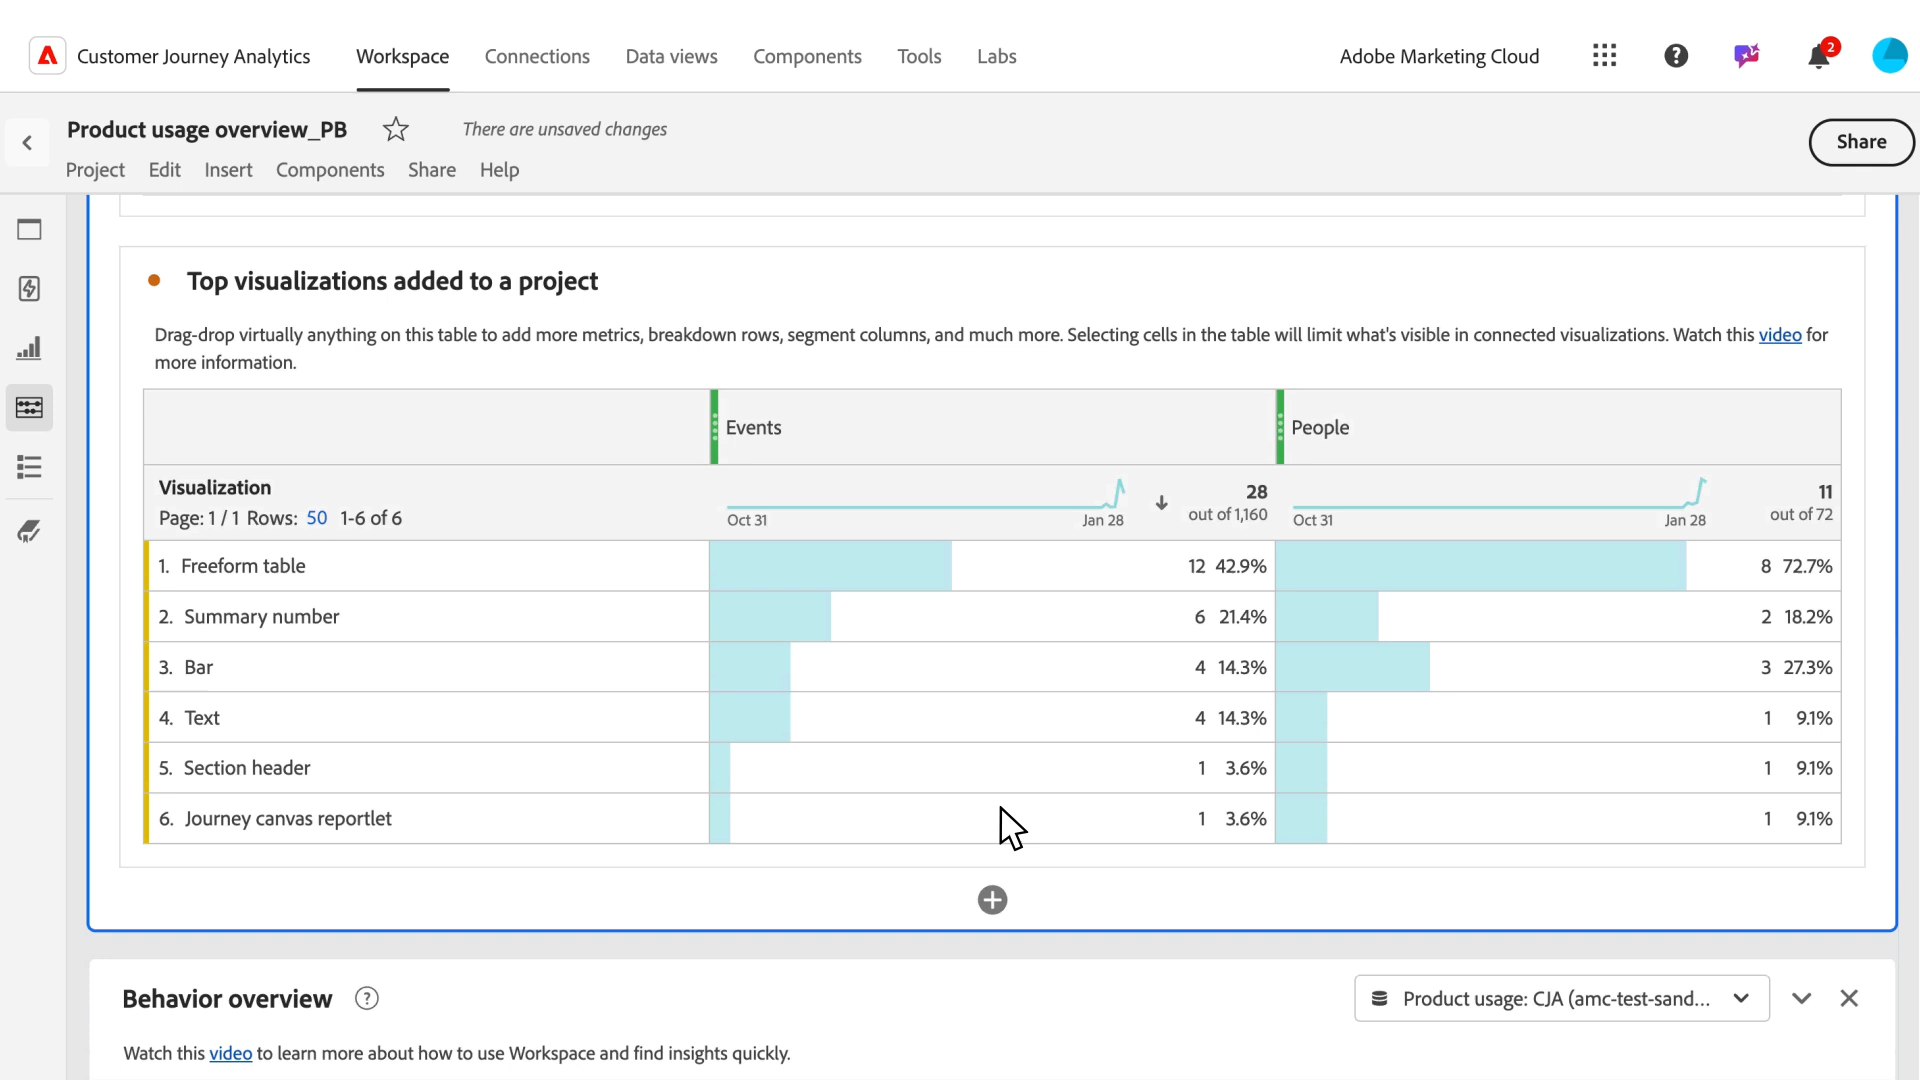 Customer Journey Analytics Workspace Connections Data views Components Tools Labs Adobe Marketing Cloud 2
Product usage overview_PB There are unsaved changes
Share
Project Edit Insert Components Share Help
Top visualizations added to a project
Drag-drop virtually anything on this table to add more metrics, breakdown rows, segment columns, and much more. Selecting cells in the table will limit what's visible in connected visualizations. Watch this video for
more information.
Events People
Visualization 28 11
Page: 1 / 1 Rows: 50 1-6 of 6 Oct 31 Jan 28 out of 1,160 Oct 31 Jan 28 out of 72
1. Freeform table 12 42.9% 8 72.7%
2. Summary number 6 21.4% 2 18.2%
3. Bar 4 14.3% 3 27.3%
4. Text 4 14.3% 1 9.1%
5. Section header 1 3.6% 1 9.1%
6. Journey canvas reportlet 1 3.6% 1 9.1%
Behavior overview Product usage: CJA (amc-test-sand...
Watch this video to learn more about how to use Workspace and find insights quickly.